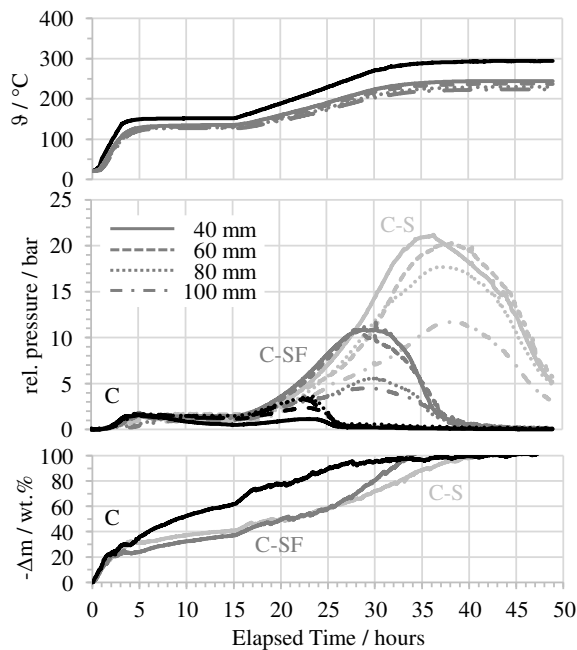 400
300
200
100
0
ϑ / °C
25
20
15
10
5
0
rel. pressure / bar
40 mm
60 mm
80 mm
100 mm
C-S
C-SF
C
100
80
60
40
20
0
-Δm / wt.%
C
C-SF
C-S
0 5 10 15 20 25 30 35 40 45 50
Elapsed Time / hours